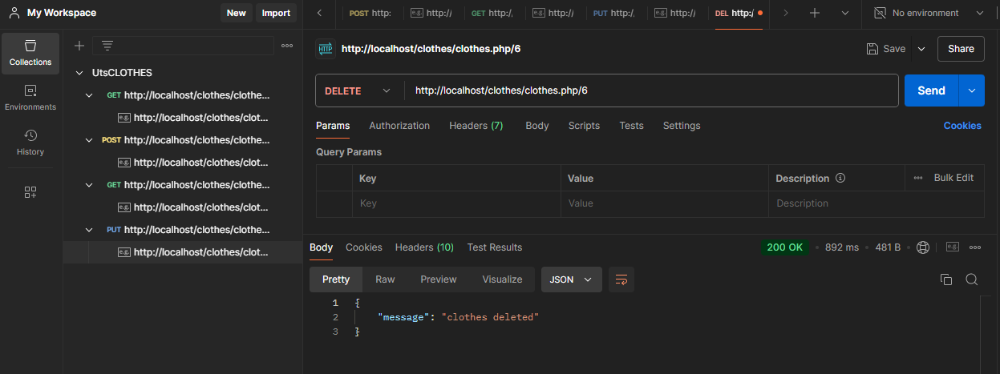 My Workspace
New
Import
Collections
Environments
History
UtsCLOTHES
GET http://localhost/clothes/clothe...
e.g. http://localhost/clothes/clot...
POST http://localhost/clothes/clothe...
e.g. http://localhost/clothes/clot...
GET http://localhost/clothes/clothe...
e.g. http://localhost/clothes/clot...
PUT http://localhost/clothes/clothe...
e.g. http://localhost/clothes/clot...
POST http:
e.g. http://
GET http:/
e.g. http://
PUT http:/
e.g. http://
DEL http:/
No environment
HTTP http://localhost/clothes/clothes.php/6
Save
Share
DELETE http://localhost/clothes/clothes.php/6
Send
Params Authorization Headers (7) Body Scripts Tests Settings Cookies
Query Params
Key Value Description Bulk Edit
Key Value Description
Body Cookies Headers (10) Test Results 200 OK • 892 ms • 481 B e.g.
Pretty Raw Preview Visualize JSON
1 {
2 "message": "clothes deleted"
3 }